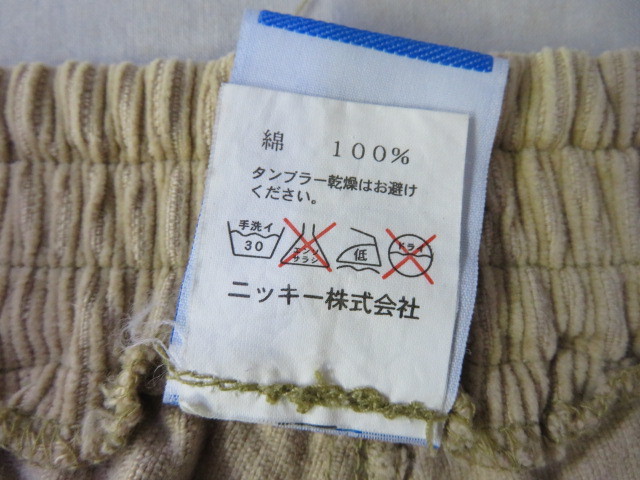 綿 100%
タンブラー乾燥はお避け
ください。
手洗イ 30 エンソ サラシ 低 ドライ
ニッキー株式会社